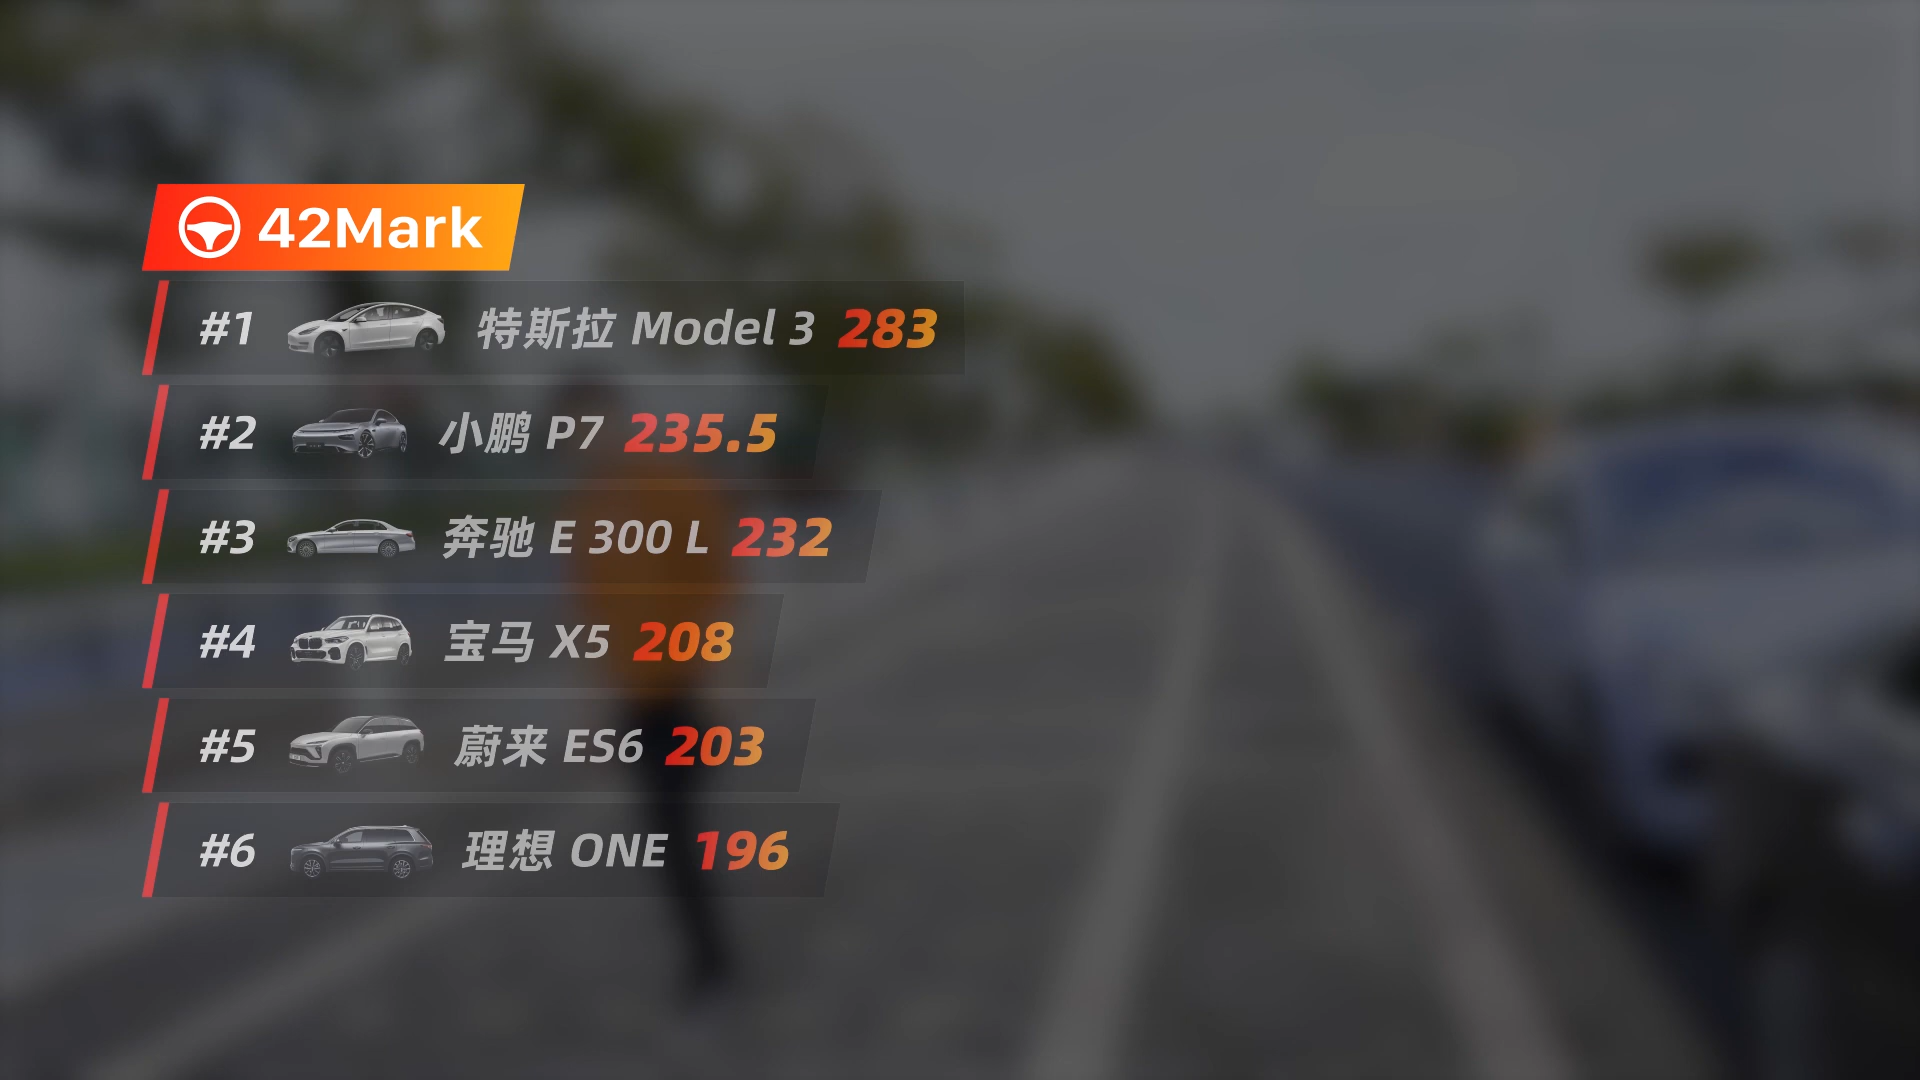 42Mark
#1 特斯拉 Model 3 283
#2 小鹏 P7 235.5
#3 奔驰 E 300 L 232
#4 宝马 X5 208
#5 蔚来 ES6 203
#6 理想 ONE 196